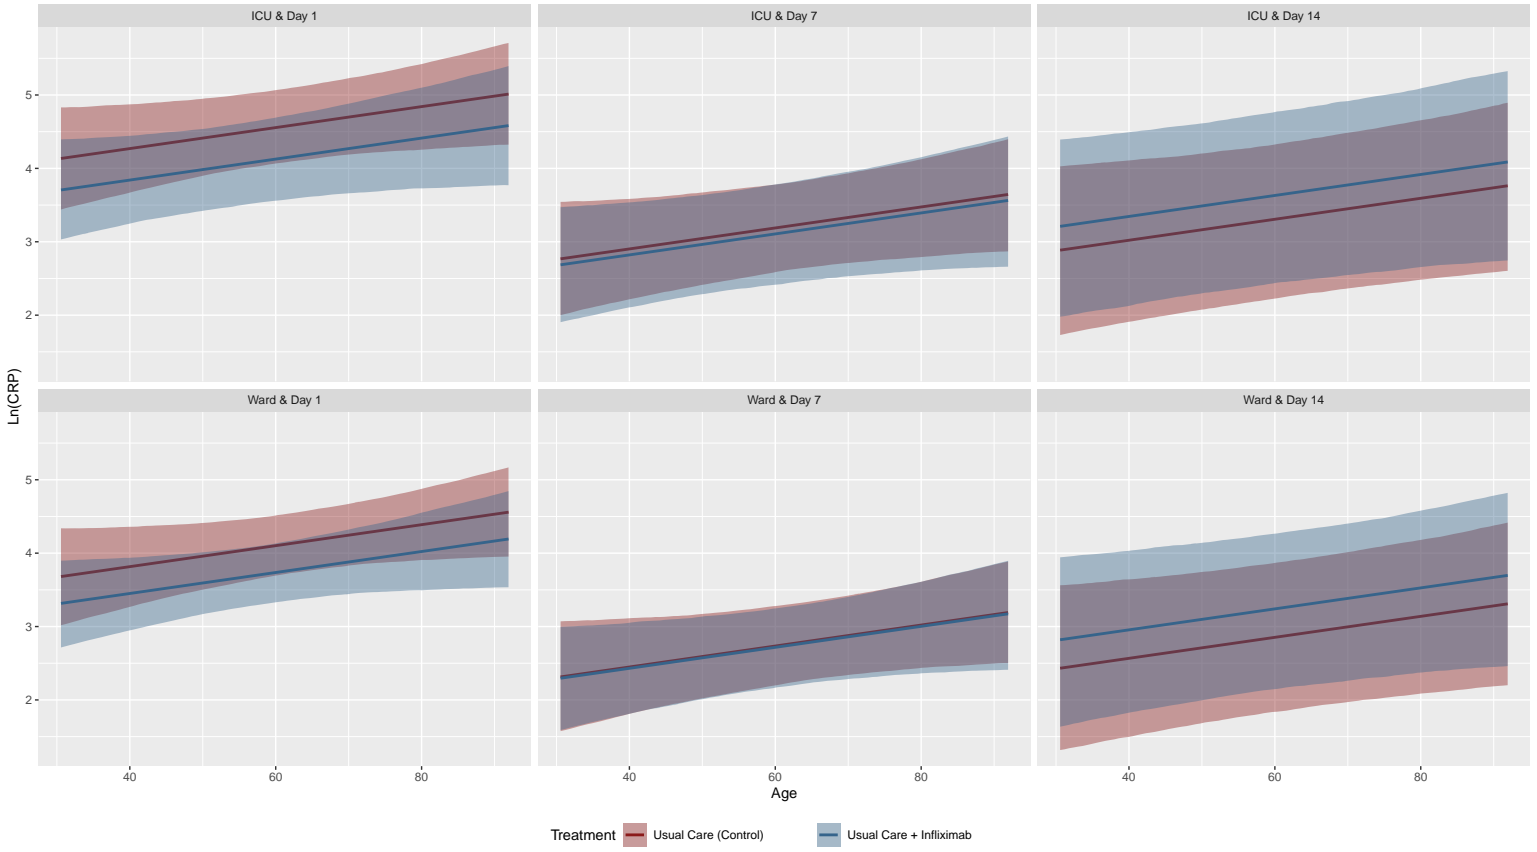 ICU & Day 1
ICU & Day 7
ICU & Day 14
5
4
3
2
Ward & Day 1
Ward & Day 7
Ward & Day 14
Ln(CRP)
5
4
3
2
40 60 80
40 60 80
40 60 80
Age
Treatment Usual Care (Control) Usual Care + Infliximab